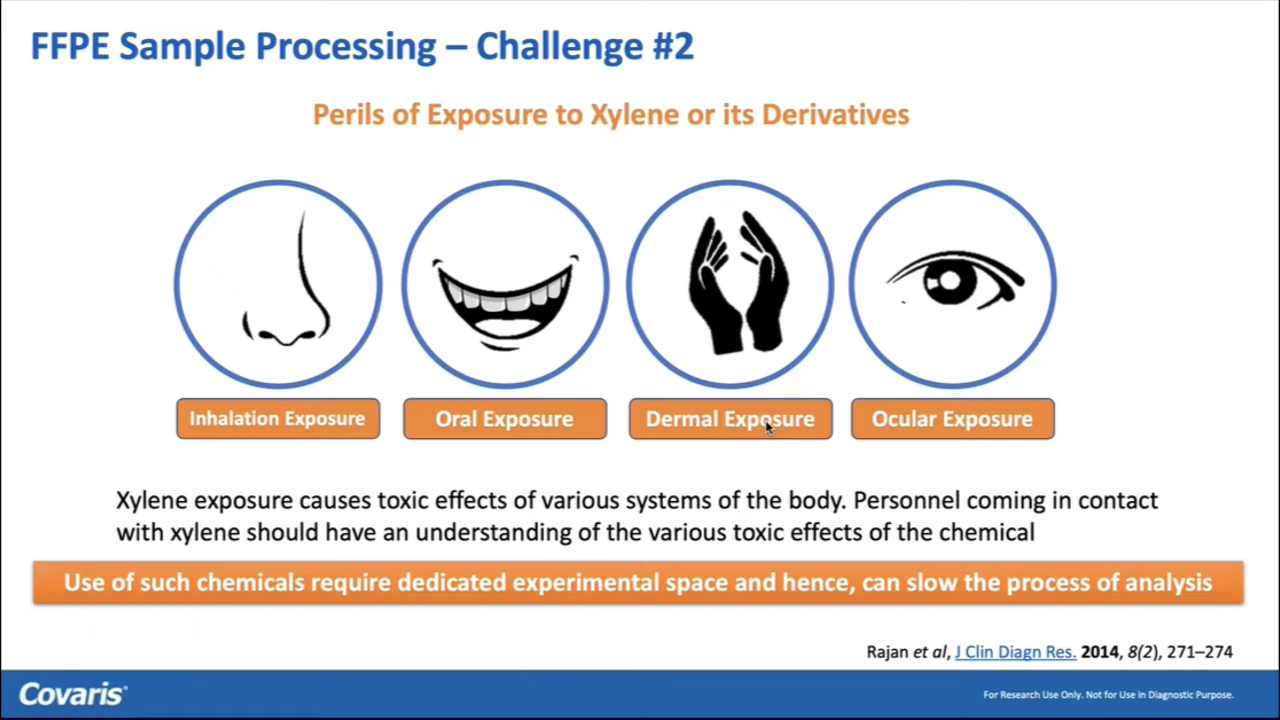 FFPE Sample Processing – Challenge #2
Perils of Exposure to Xylene or its Derivatives
Inhalation Exposure
Oral Exposure
Dermal Exposure
Ocular Exposure
Xylene exposure causes toxic effects of various systems of the body. Personnel coming in contact
with xylene should have an understanding of the various toxic effects of the chemical
Use of such chemicals require dedicated experimental space and hence, can slow the process of analysis
Rajan et al, J Clin Diagn Res. 2014, 8(2), 271–274
Covaris®
For Research Use Only. Not for Use in Diagnostic Purpose.